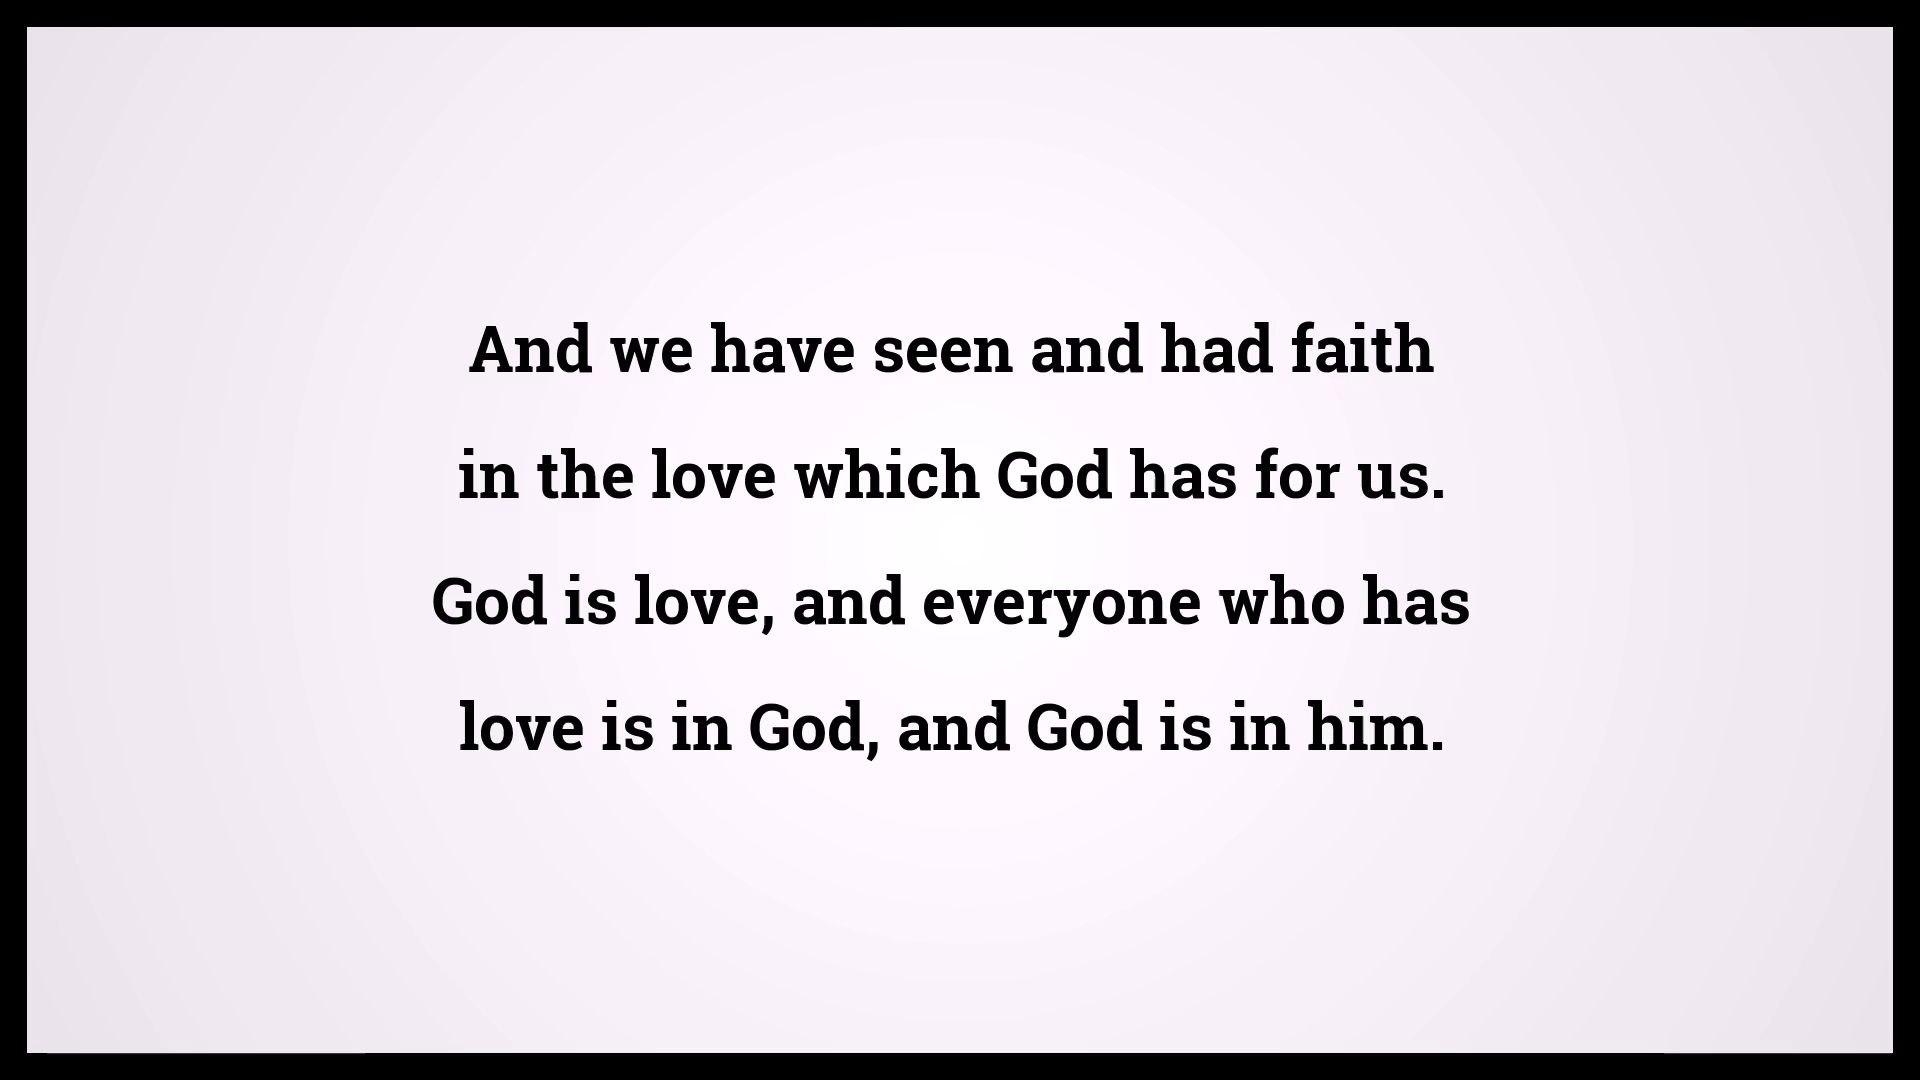 And we have seen and had faith
in the love which God has for us.
God is love, and everyone who has
love is in God, and God is in him.